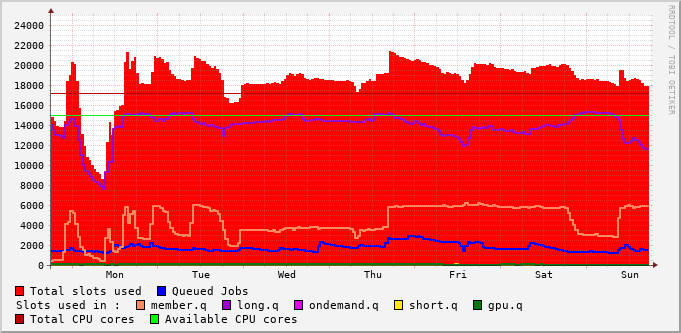 RRDTOOL / TOBI OETIKER
24000
22000
20000
18000
16000
14000
12000
10000
8000
6000
4000
2000
0
Mon Tue Wed Thu Fri Sat Sun
Total slots used Queued Jobs
Slots used in : member.q long.q ondemand.q short.q gpu.q
Total CPU cores Available CPU cores